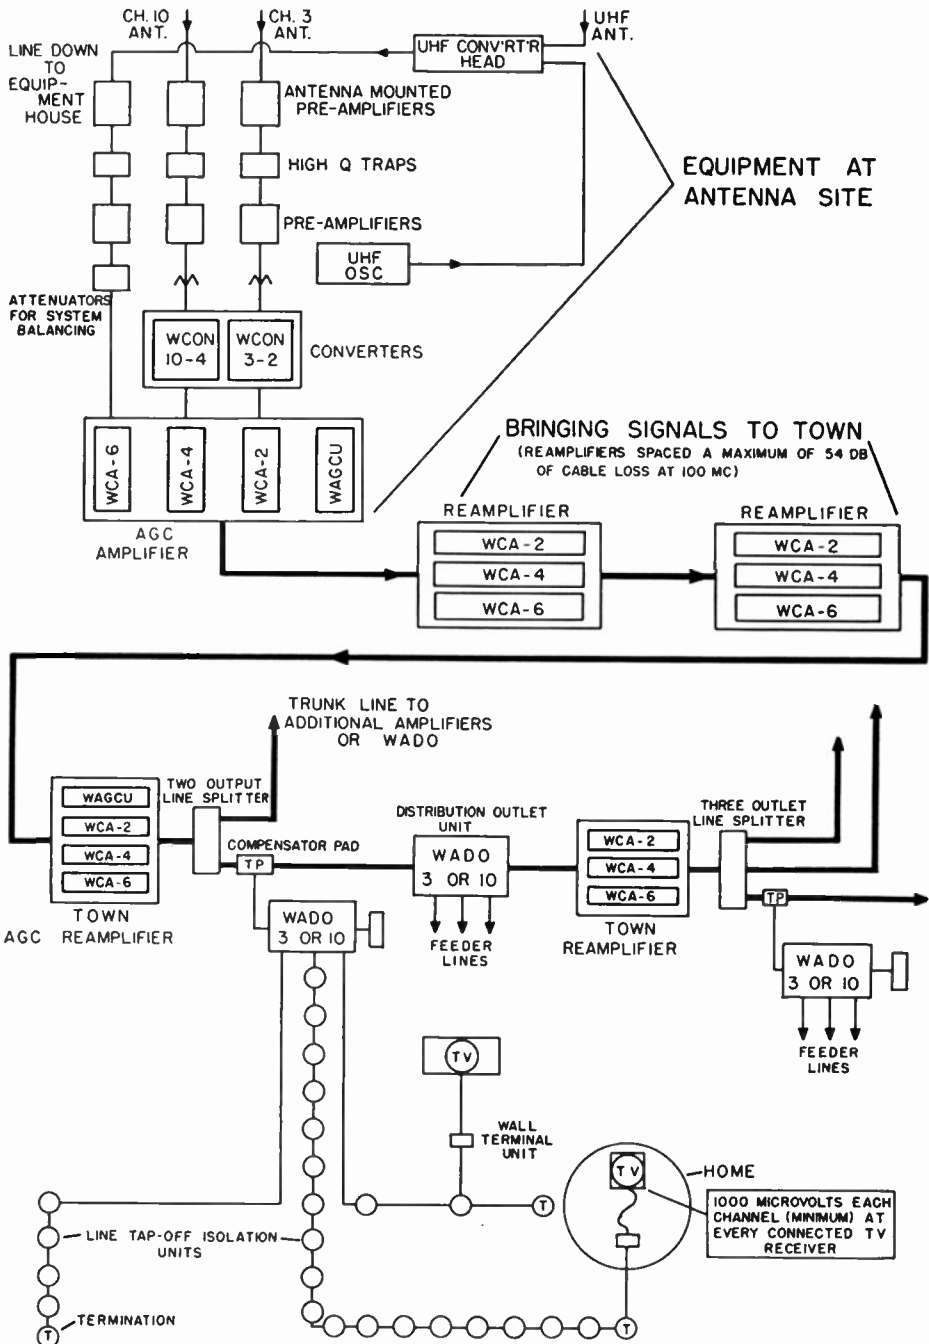 CH. 10
ANT.
CH. 3
ANT.
UHF
ANT.
LINE DOWN
TO
EQUIP-
MENT
HOUSE
UHF CONV'RT'R
HEAD
ANTENNA MOUNTED
PRE-AMPLIFIERS
HIGH Q TRAPS
EQUIPMENT AT
ANTENNA SITE
PRE-AMPLIFIERS
UHF
OSC
ATTENUATORS
FOR SYSTEM
BALANCING
WCON
10-4
WCON
3-2
CONVERTERS
WCA-6
WCA-4
WCA-2
WAGCU
AGC
AMPLIFIER
BRINGING SIGNALS TO TOWN
(REAMPLIFIERS SPACED A MAXIMUM OF 54 DB
OF CABLE LOSS AT 100 MC)
REAMPLIFIER
WCA-2
WCA-4
WCA-6
REAMPLIFIER
WCA-2
WCA-4
WCA-6
TRUNK LINE TO
ADDITIONAL AMPLIFIERS
OR WADO
TWO OUTPUT
LINE SPLITTER
WAGCU
WCA-2
WCA-4
WCA-6
TOWN
AGC REAMPLIFIER
COMPENSATOR PAD
TP
DISTRIBUTION OUTLET
UNIT
WADO
3 OR 10
FEEDER
LINES
WCA-2
WCA-4
WCA-6
TOWN
REAMPLIFIER
THREE OUTLET
LINE SPLITTER
TP
WADO
3 OR 10
WADO
3 OR 10
FEEDER
LINES
TV
WALL
TERMINAL
UNIT
T
TV
HOME
1000 MICROVOLTS EACH
CHANNEL (MINIMUM) AT
EVERY CONNECTED TV
RECEIVER
LINE TAP-OFF ISOLATION
UNITS
TERMINATION
T
T